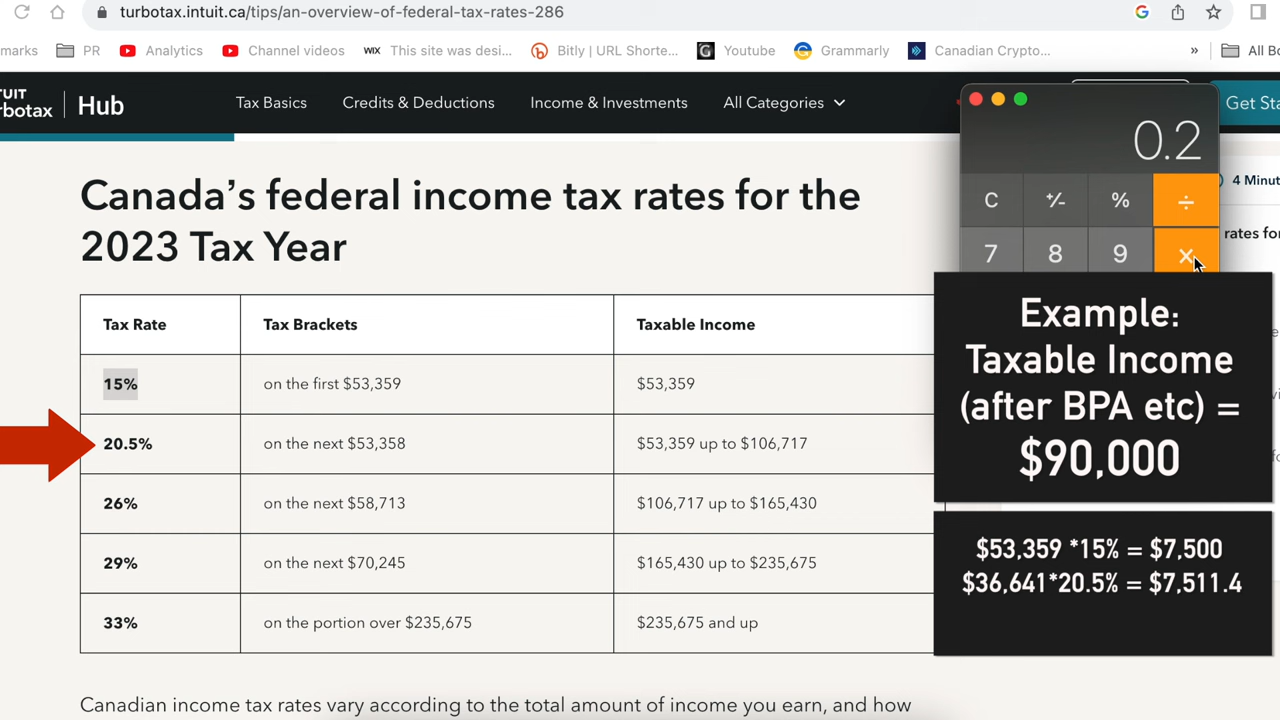 turbotax.intuit.ca/tips/an-overview-of-federal-tax-rates-286
marks PR Analytics Channel videos WIX This site was desi... Bitly | URL Shorte... Youtube Grammarly Canadian Crypto... » All Bo
UIT
rbotax Hub Tax Basics Credits & Deductions Income & Investments All Categories Get Sta
0.2
C +/- % ÷
7 8 9 ×
4 Minut
rates for
Canada's federal income tax rates for the
2023 Tax Year
Tax Rate Tax Brackets Taxable Income
15% on the first $53,359 $53,359
20.5% on the next $53,358 $53,359 up to $106,717
26% on the next $58,713 $106,717 up to $165,430
29% on the next $70,245 $165,430 up to $235,675
33% on the portion over $235,675 $235,675 and up
Example:
Taxable Income
(after BPA etc) =
$90,000
$53,359 *15% = $7,500
$36,641*20.5% = $7,511.4
Canadian income tax rates vary according to the total amount of income you earn, and how